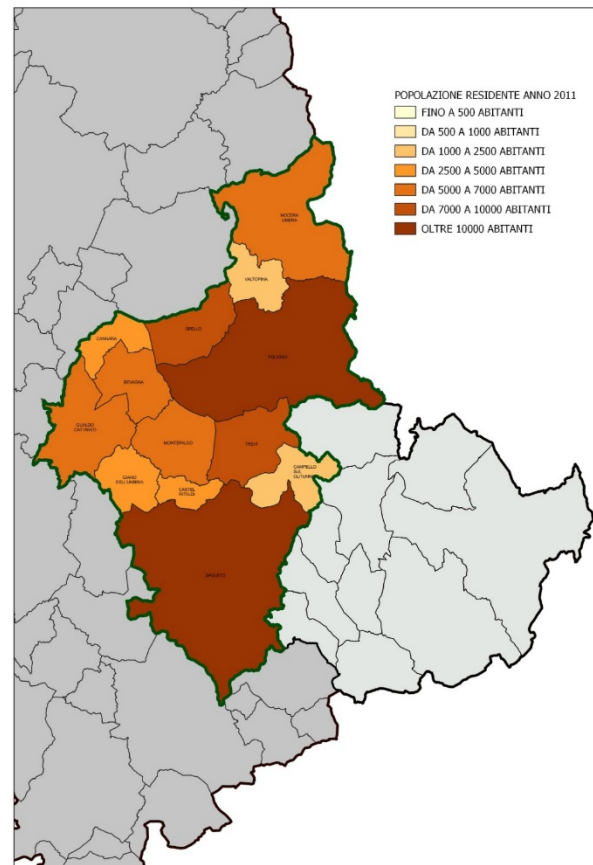 POPOLAZIONE RESIDENTE ANNO 2011
FINO A 500 ABITANTI
DA 500 A 1000 ABITANTI
DA 1000 A 2500 ABITANTI
DA 2500 A 5000 ABITANTI
DA 5000 A 7000 ABITANTI
DA 7000 A 10000 ABITANTI
OLTRE 10000 ABITANTI
NOCERA
UMBRA
VALTOPINA
SPELLO
CANNARA
FOLIGNO
BEVAGNA
GUALDO
CATTANEO
MONTEFALCO
TREVI
GIANO
DELL'UMBRIA
CASTEL
RITALDI
CAMPELLO
SUL
CLITUNNO
SPOLETO